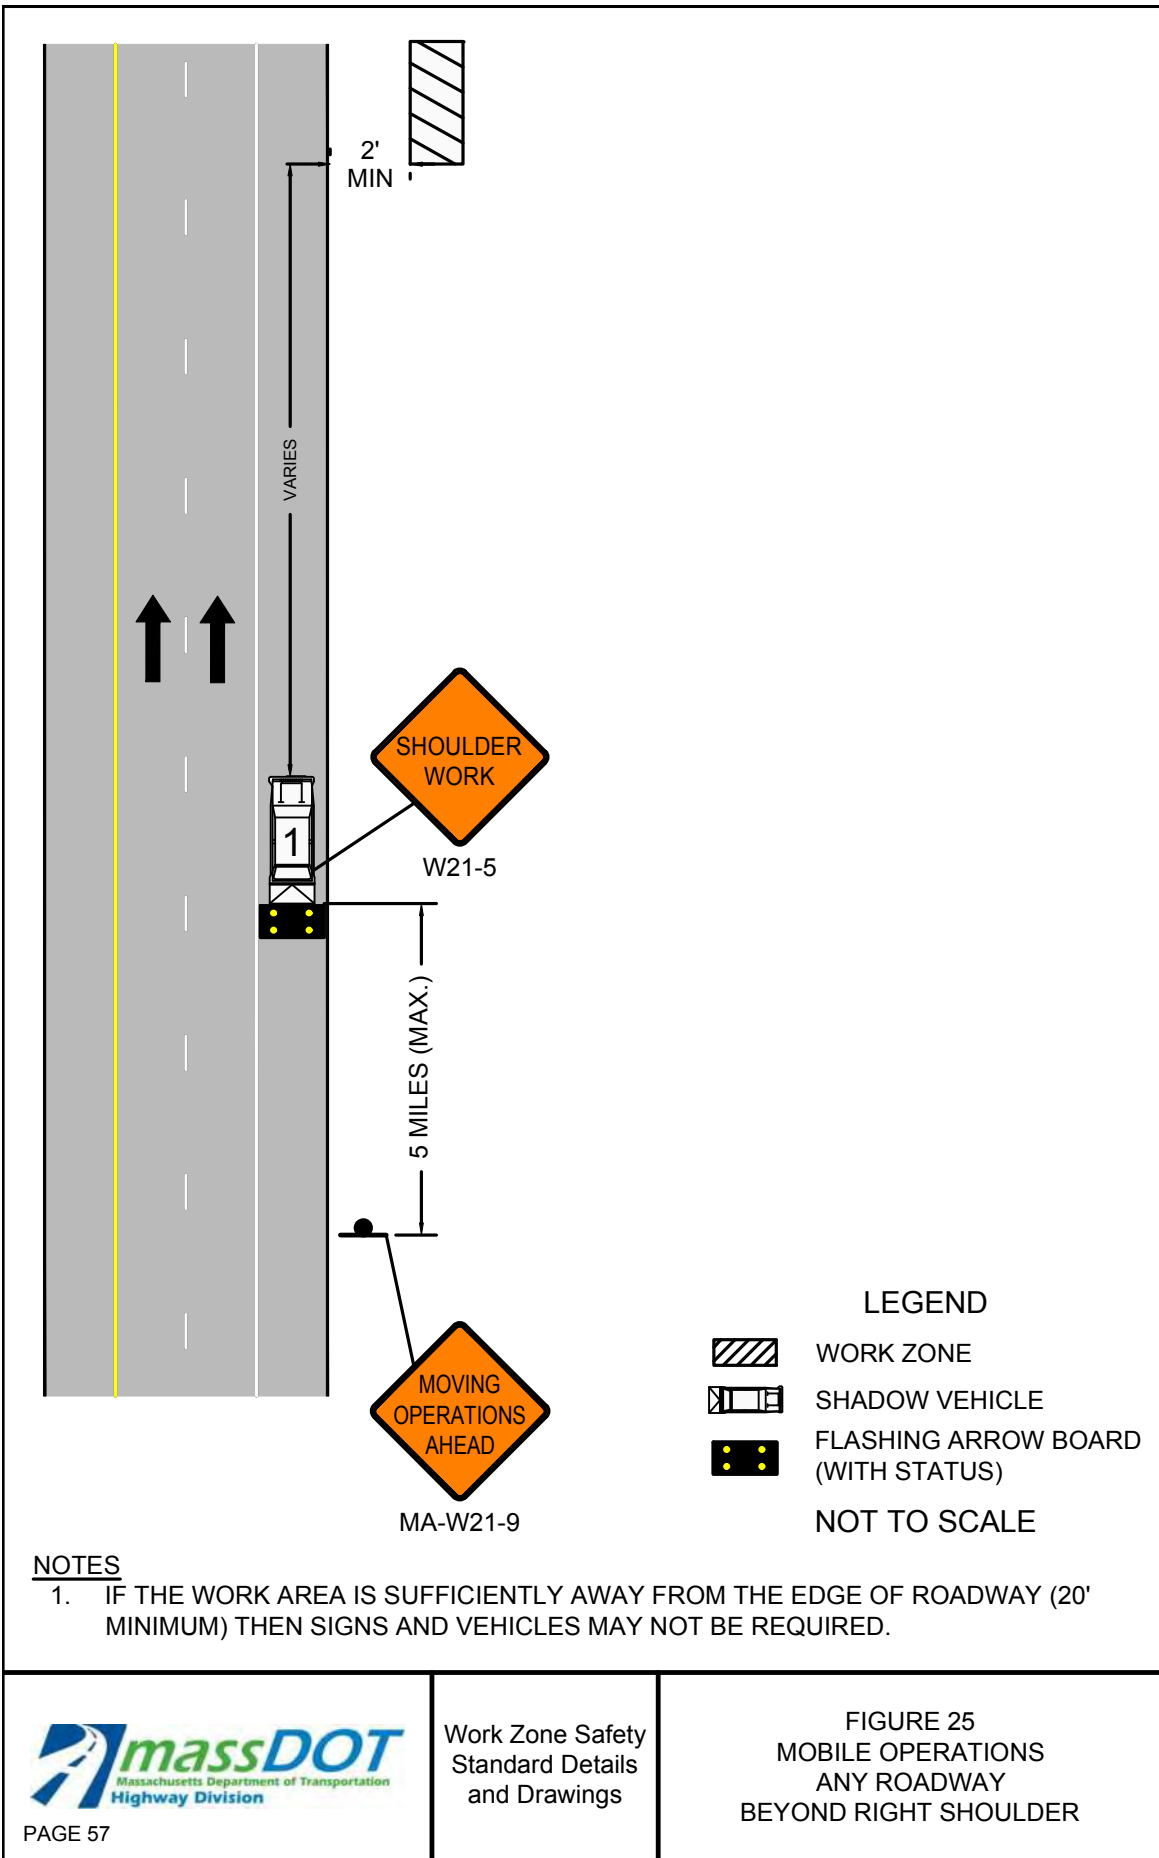 2'
MIN
VARIES
SHOULDER
WORK
W21-5
1
5 MILES (MAX.)
MOVING
OPERATIONS
AHEAD
MA-W21-9
LEGEND
WORK ZONE
SHADOW VEHICLE
FLASHING ARROW BOARD
(WITH STATUS)
NOT TO SCALE
NOTES
1. IF THE WORK AREA IS SUFFICIENTLY AWAY FROM THE EDGE OF ROADWAY (20'
MINIMUM) THEN SIGNS AND VEHICLES MAY NOT BE REQUIRED.
massDOT
Massachusetts Department of Transportation
Highway Division
PAGE 57
Work Zone Safety
Standard Details
and Drawings
FIGURE 25
MOBILE OPERATIONS
ANY ROADWAY
BEYOND RIGHT SHOULDER